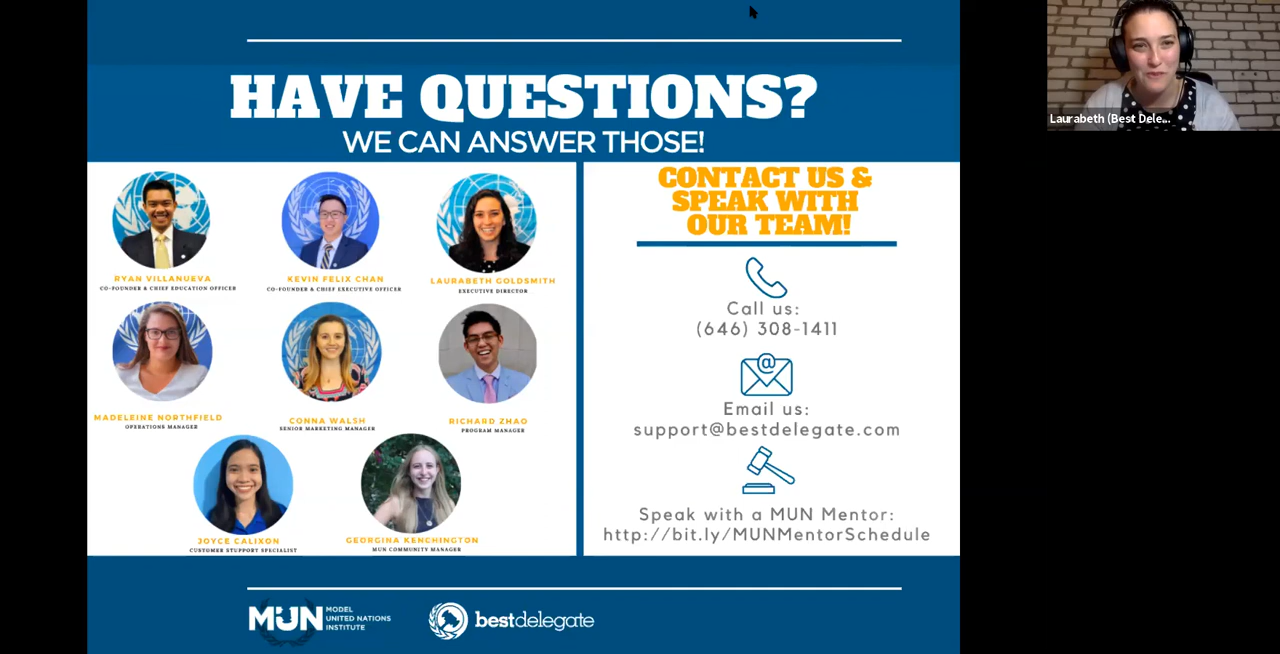 HAVE QUESTIONS?
WE CAN ANSWER THOSE!
Laurabeth (Best Dele...
RYAN VILLANUEVA
CO-FOUNDER & CHIEF EDUCATION OFFICER
KEVIN FELIX CHAN
CO-FOUNDER & CHIEF EXECUTIVE OFFICER
LAURABETH GOLDSMITH
EXECUTIVE DIRECTOR
MADELEINE NORTHFIELD
OPERATIONS MANAGER
CONNA WALSH
SENIOR MARKETING MANAGER
RICHARD ZHAO
PROGRAM MANAGER
JOYCE CALIXON
CUSTOMER STUPPORT SPECIALIST
GEORGINA KENCHINGTON
MUN COMMUNITY MANAGER
CONTACT US &
SPEAK WITH
OUR TEAM!
Call us:
(646) 308-1411
@
Email us:
support@bestdelegate.com
Speak with a MUN Mentor:
http://bit.ly/MUNMentorSchedule
MUN
MODEL
UNITED NATIONS
INSTITUTE
bestdelegate